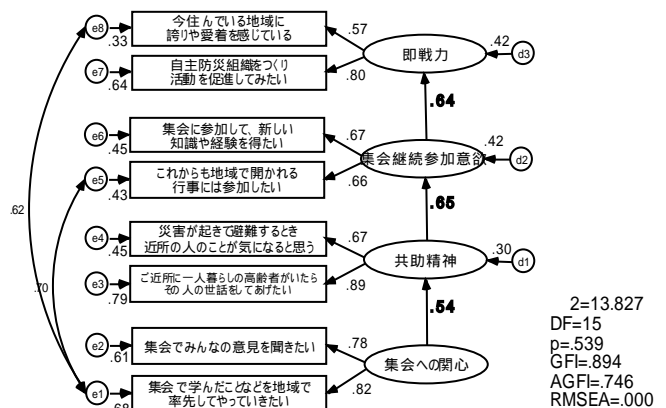 e8
.33
今住んでいる地域に
誇りや愛着を感じている
.57
e7
.64
自主防災組織をつくり
活動を促進してみたい
.80
即戦力
.42
d3
.64
e6
.45
集会に参加して、新しい
知識や経験を得たい
.67
e5
.43
これからも地域で開かれる
行事には参加したい
.66
集会継続参加意欲
.42
d2
.65
.62
e4
.45
災害が起きて避難するとき
近所の人のことが気になると思う
.67
e3
.79
ご近所に一人暮らしの高齢者がいたら
その人の世話をしてあげたい
.89
共助精神
.30
d1
.54
.70
e2
.61
集会でみんなの意見を聞きたい
.78
e1
.68
集会で学んだことなどを地域で
率先してやっていきたい
.82
集会への関心
2=13.827
DF=15
p=.539
GFI=.894
AGFI=.746
RMSEA=.000